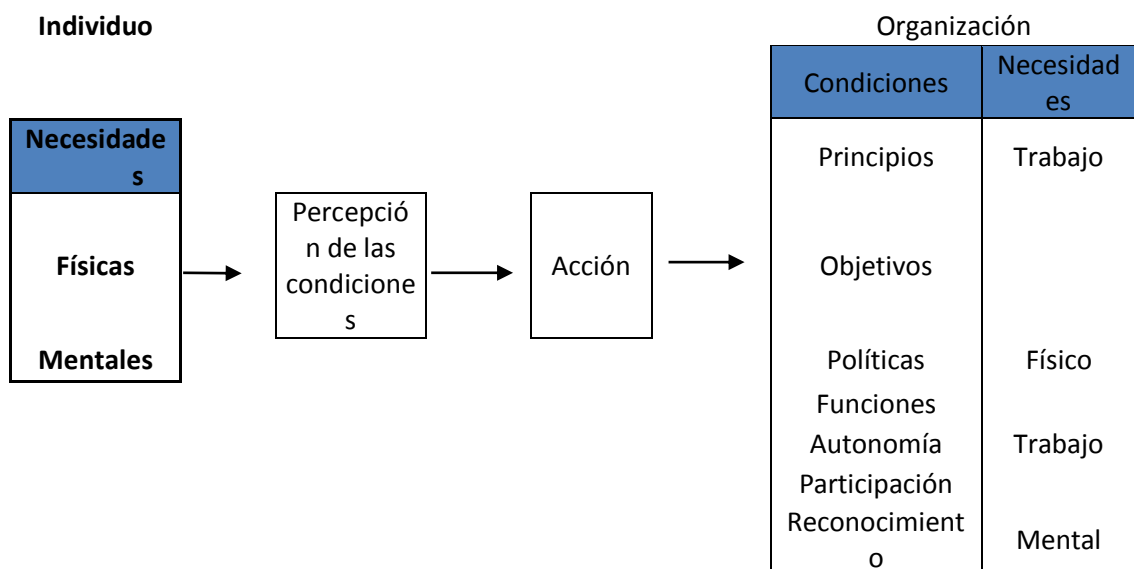 Individuo
Organización
Necesidade
s
Físicas
Mentales
Percepció
n de las
condicione
s
Acción
Condiciones
Necesidad
es
Principios
Trabajo
Objetivos
Políticas
Físico
Funciones
Autonomía
Trabajo
Participación
Reconocimient
o
Mental